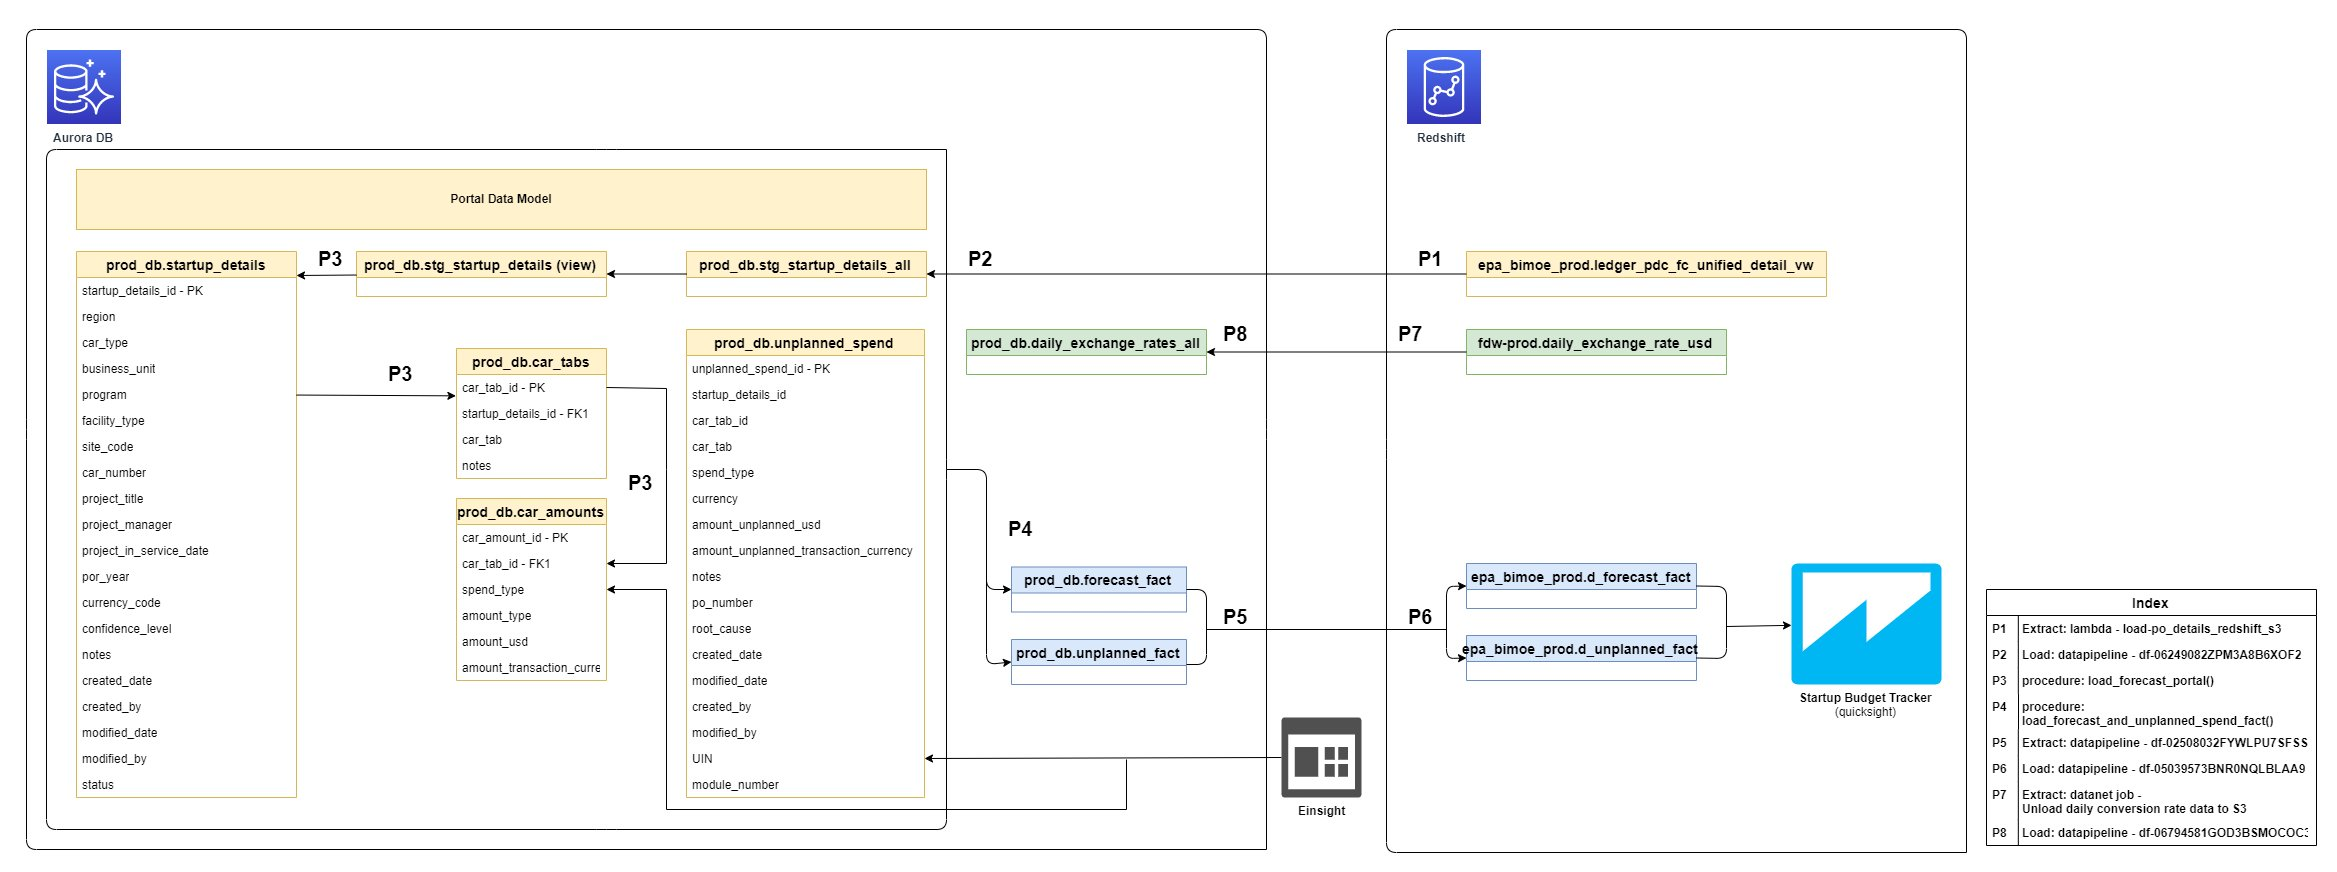 Aurora DB
Redshift
Portal Data Model
prod_db.startup_details
startup_details_id - PK
region
car_type
business_unit
program
facility_type
site_code
car_number
project_title
project_manager
project_in_service_date
por_year
currency_code
confidence_level
notes
created_date
created_by
modified_date
modified_by
status
P3
prod_db.stg_startup_details (view)
prod_db.stg_startup_details_all
P2
P1
epa_bimoe_prod.ledger_pdc_fc_unified_detail_vw
P3
prod_db.car_tabs
car_tab_id - PK
startup_details_id - FK1
car_tab
notes
P3
prod_db.car_amounts
car_amount_id - PK
car_tab_id - FK1
spend_type
amount_type
amount_usd
amount_transaction_curre
prod_db.unplanned_spend
unplanned_spend_id - PK
startup_details_id
car_tab_id
car_tab
spend_type
currency
amount_unplanned_usd
amount_unplanned_transaction_currency
notes
po_number
root_cause
created_date
modified_date
created_by
modified_by
UIN
module_number
prod_db.daily_exchange_rates_all
P8
P7
fdw-prod.daily_exchange_rate_usd
P4
prod_db.forecast_fact
prod_db.unplanned_fact
P5
P6
epa_bimoe_prod.d_forecast_fact
epa_bimoe_prod.d_unplanned_fact
Startup Budget Tracker
(quicksight)
Einsight
Index
P1 Extract: lambda - load-po_details_redshift_s3
P2 Load: datapipeline - df-06249082ZPM3A8B6XOF2
P3 procedure: load_forecast_portal()
P4 procedure:
load_forecast_and_unplanned_spend_fact()
P5 Extract: datapipeline - df-02508032FYWLPU7SFSS
P6 Load: datapipeline - df-05039573BNR0NQLBLAA9
P7 Extract: datanet job -
Unload daily conversion rate data to S3
P8 Load: datapipeline - df-06794581GOD3BSMOCOC